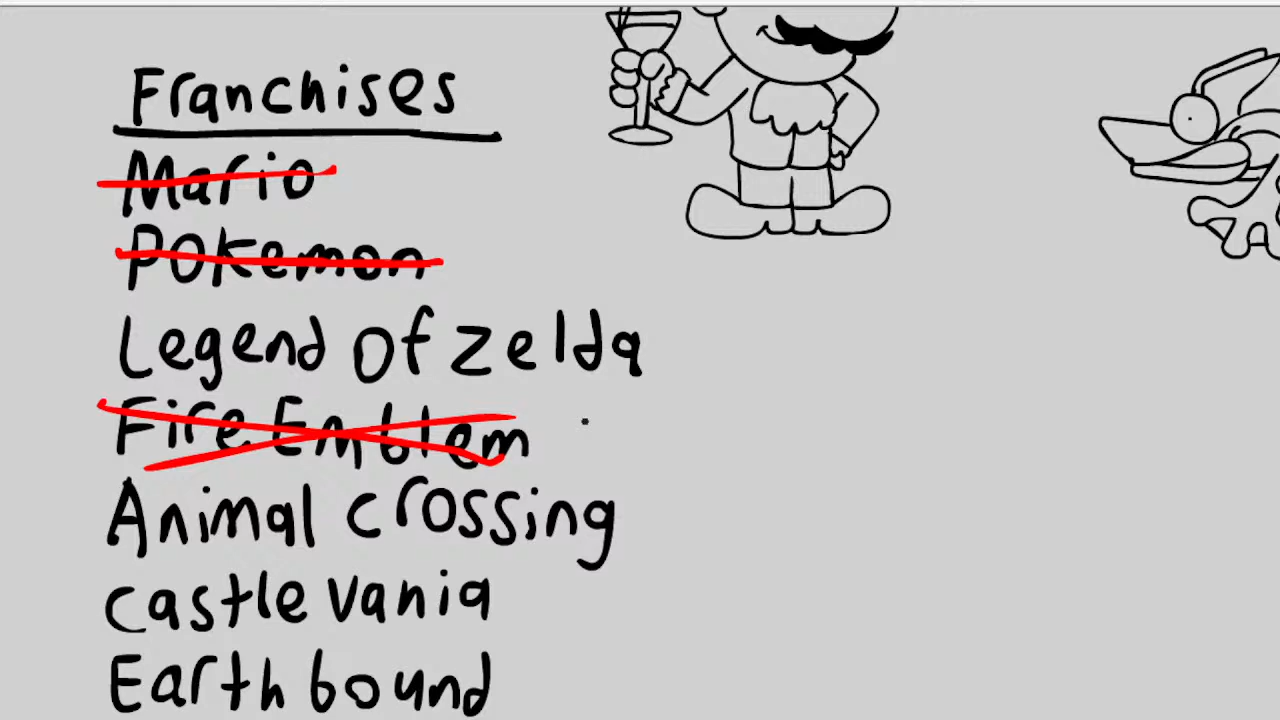 Franchises
Mario
Pokemon
Legend Of Zelda
Fire Emblem
Animal crossing
castlevania
Earthbound